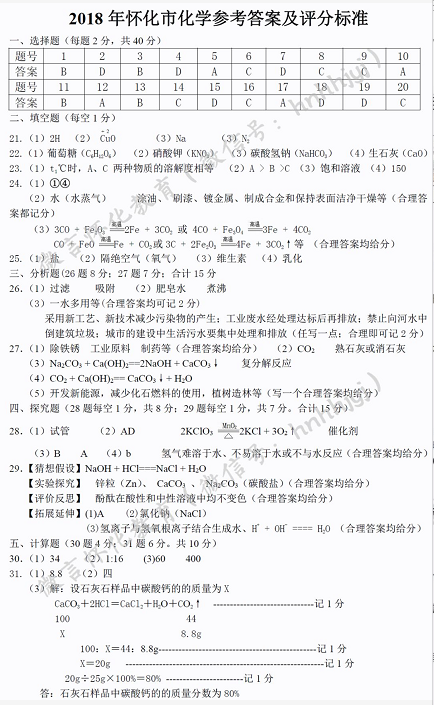 2018年怀化市化学参考答案及评分标准
一、选择题（每题2分，共40分）
题号 1 2 3 4 5 6 7 8 9 10
答案 B D B D A C D C C A
题号 11 12 13 14 15 16 17 18 19 20
答案 B A B C D C A D D C
二、填空题（每空1分）
21.（1）2H （2）CuO （3）Na （3）N₂
22.（1）葡萄糖（C₆H₁₂O₆） （2）硝酸钾（KNO₃） （3）碳酸氢钠（NaHCO₃） （4）生石灰（CaO）
23.（1）t₃℃时，A、C 两种物质的溶解度相等 （2）A > B >C （3）饱和溶液 （4）150
24.（1）①④
（2）水（水蒸气） 涂油、 刷漆、镀金属、制成合金和保持表面洁净干燥等（合理答
案都记分）
（3）3CO + Fe₂O₃ 高温 2Fe + 3CO₂ 或 4CO + Fe₃O₄ 高温 3Fe + 4CO₂
CO + FeO 高温 Fe + CO₂或3C + 2Fe₂O₃ 高温 4Fe + 3CO₂↑等 （合理答案均给分）
25.（1）盐 （2）隔绝空气（氧气） （3）维生素 （4）乳化
三、分析题(26题8分；27题7分；合计15分
26.（1）过滤 吸附 （2）肥皂水 煮沸
（3）一水多用等(合理答案均可记2分)
采用新工艺、新技术减少污染物的产生；工业废水经处理达标后再排放；禁止向河水中
倒建筑垃圾；城市的建设中生活污水要集中处理和排放（任写一点；合理即可记2分）
27.（1）除铁锈 工业原料 制药等（合理答案均给分） （2）CO₂ 熟石灰或消石灰
（3）Na₂CO₃ + Ca(OH)₂==2NaOH + CaCO₃↓ 复分解反应
（4）CO₂ + Ca(OH)₂== CaCO₃↓+ H₂O
（5）开发新能源，减少化石燃料的使用，植树造林等（写一个合理答案均给分）
四、探究题（28题每空1分，共8分；29题每空1分，共7分。合计15分）
28.（1）试管 （2）AD 2KClO₃ MnO₂ △ 2KCl + 3O₂↑ 催化剂
（3）B A （4）b 氢气难溶于水、不易溶于水或不与水反应（合理答案均给分）
29.【猜想假设】NaOH + HCl===NaCl + H₂O
【实验探究】 锌粒（Zn）、 CaCO₃ 、Na₂CO₃（碳酸盐）（合理答案均给分）
【评价反思】 酚酞在酸性和中性溶液中均不变色（合理答案均给分）
【拓展延伸】(1)A （2）氯化钠（NaCl）
（3）氢离子与氢氧根离子结合生成水、H⁺ + OH⁻ ==== H₂O （合理答案均给分）
五、计算题（30题4分；31题6分。共10分）
30.（1）34 （2）1:16 (3)60 400
31.（1）8.8 （2）四
（3）解：设石灰石样品中碳酸钙的的质量为X
CaCO₃＋2HCl＝CaCl₂＋H₂O＋CO₂↑ ------------------------------记1分
100 44
X 8.8g
100：X＝44：8.8g------------------------------------------记1分
X＝20g ------------------------------------------------------记1分
20g÷25g×100%＝80% -----------------------记1分
答：石灰石样品中碳酸钙的的质量分数为80%
微言怀化教育（微信号：hnhhjyj）
微言怀化教育（微信号：hnhhjyj）